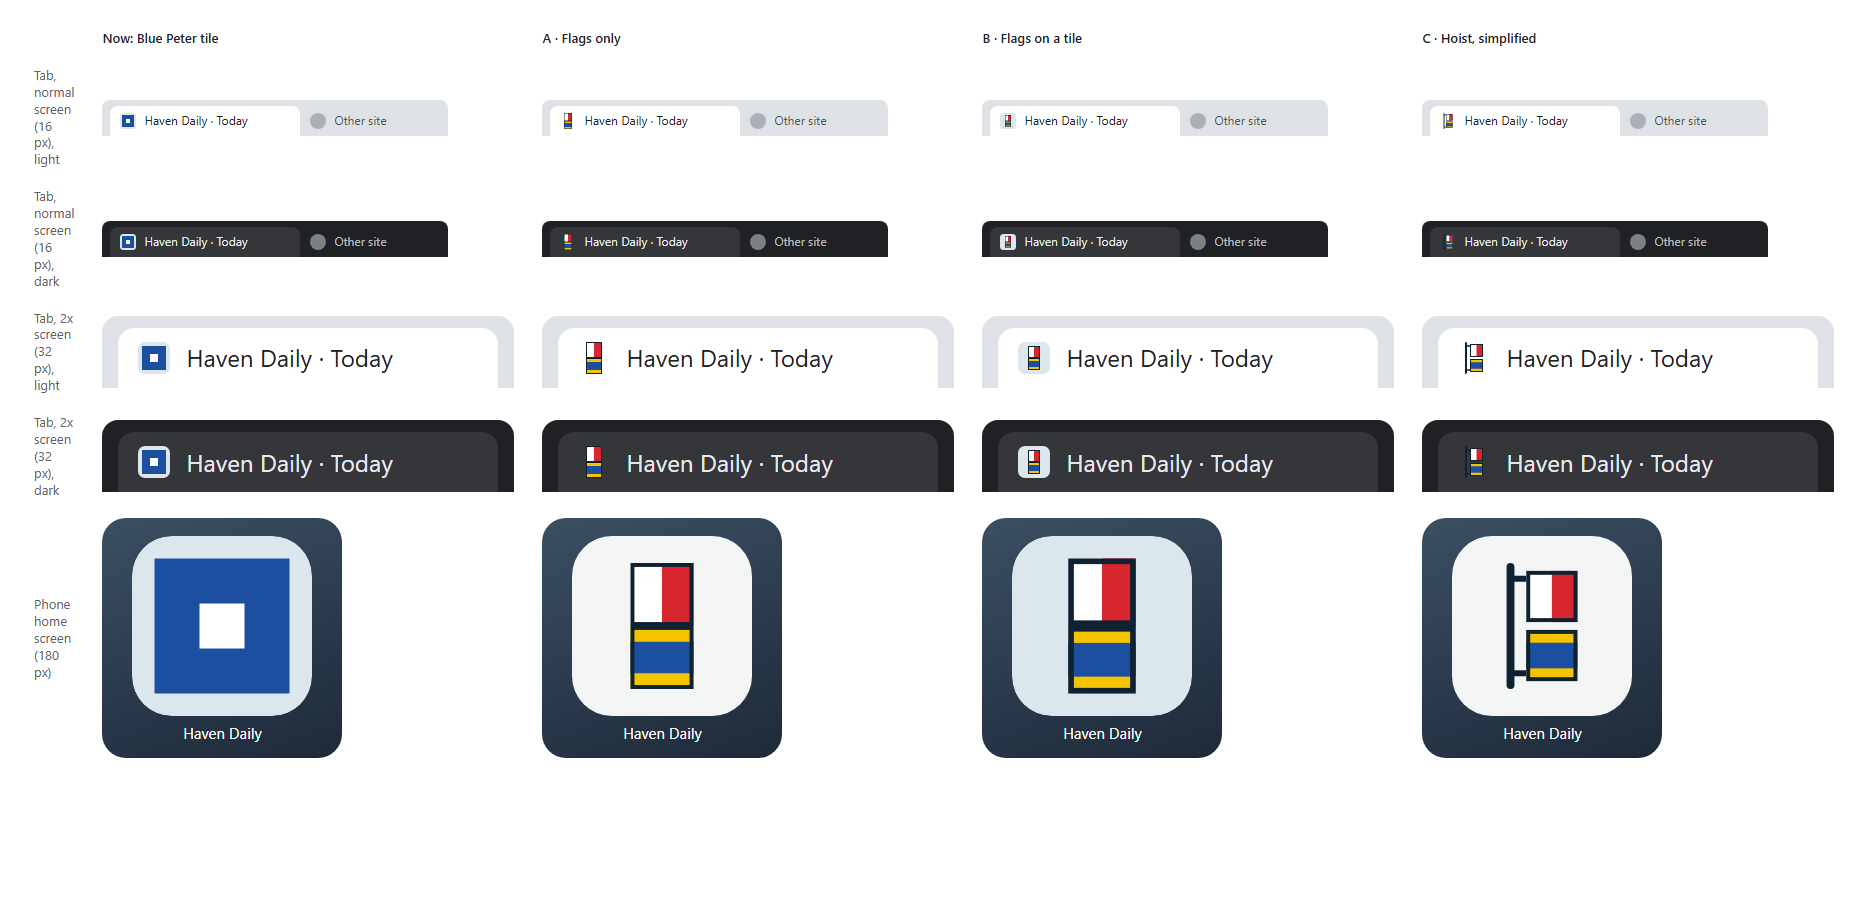 Now: Blue Peter tile
A · Flags only
B · Flags on a tile
C · Hoist, simplified
Tab,
normal
screen
(16
px),
light
Haven Daily · Today
Other site
Haven Daily · Today
Other site
Haven Daily · Today
Other site
Haven Daily · Today
Other site
Tab,
normal
screen
(16
px),
dark
Haven Daily · Today
Other site
Haven Daily · Today
Other site
Haven Daily · Today
Other site
Haven Daily · Today
Other site
Tab, 2x
screen
(32
px),
light
Haven Daily · Today
Haven Daily · Today
Haven Daily · Today
Haven Daily · Today
Tab, 2x
screen
(32
px),
dark
Haven Daily · Today
Haven Daily · Today
Haven Daily · Today
Haven Daily · Today
Phone
home
screen
(180
px)
Haven Daily
Haven Daily
Haven Daily
Haven Daily